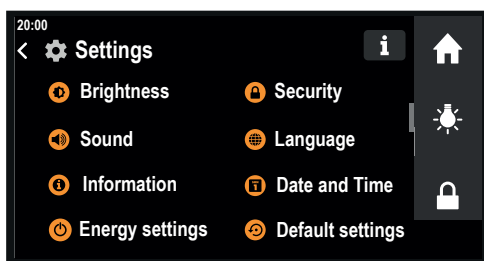 20:00
Settings
Brightness Security
Sound Language
Information Date and Time
Energy settings Default settings